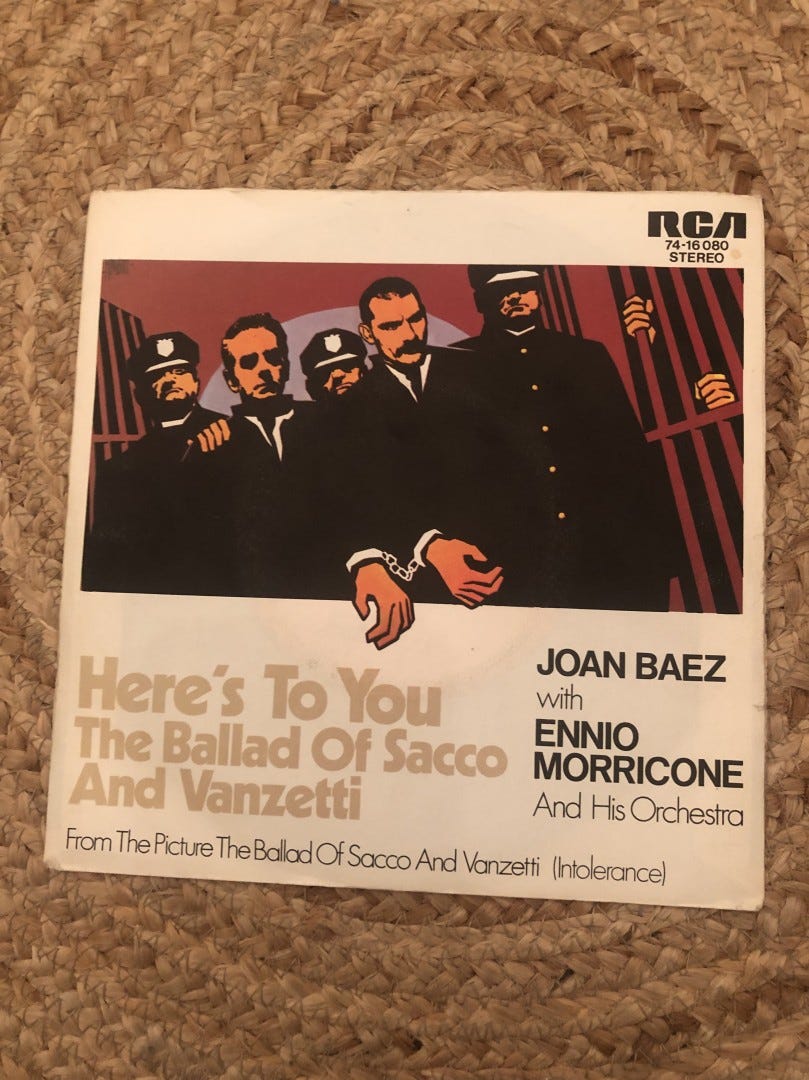 RCA
74-16 080
STEREO
Here's To You
The Ballad Of Sacco
And Vanzetti
JOAN BAEZ
with
ENNIO
MORRICONE
And His Orchestra
From The Picture The Ballad Of Sacco And Vanzetti (Intolerance)